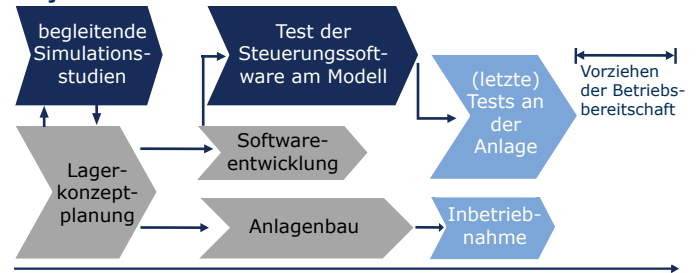 begleitende
Simulations-
studien
Test der
Steuerungssoft-
ware am Modell
(letzte)
Tests an
der
Anlage
Vorziehen
der Betriebs-
bereitschaft
Lager-
konzept-
planung
Software-
entwicklung
Anlagenbau
Inbetrieb-
nahme